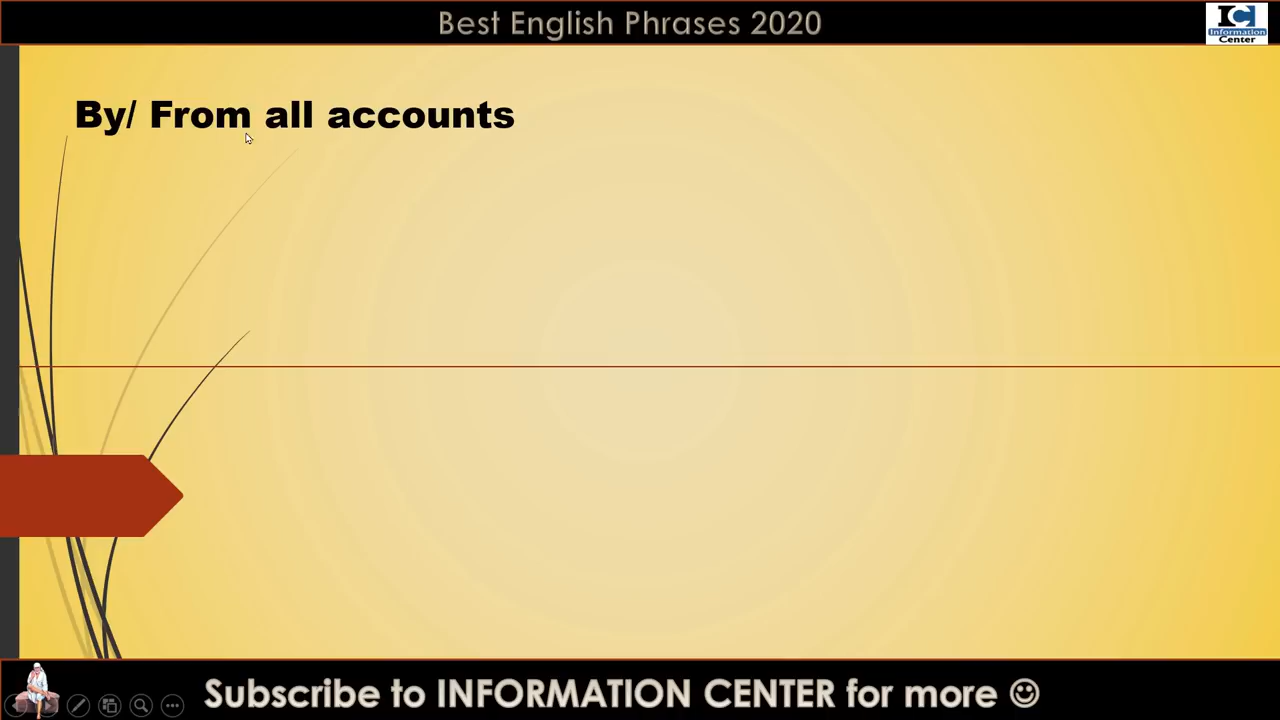 Best English Phrases 2020
IC
Information
Center
By/ From all accounts
Subscribe to INFORMATION CENTER for more ☺